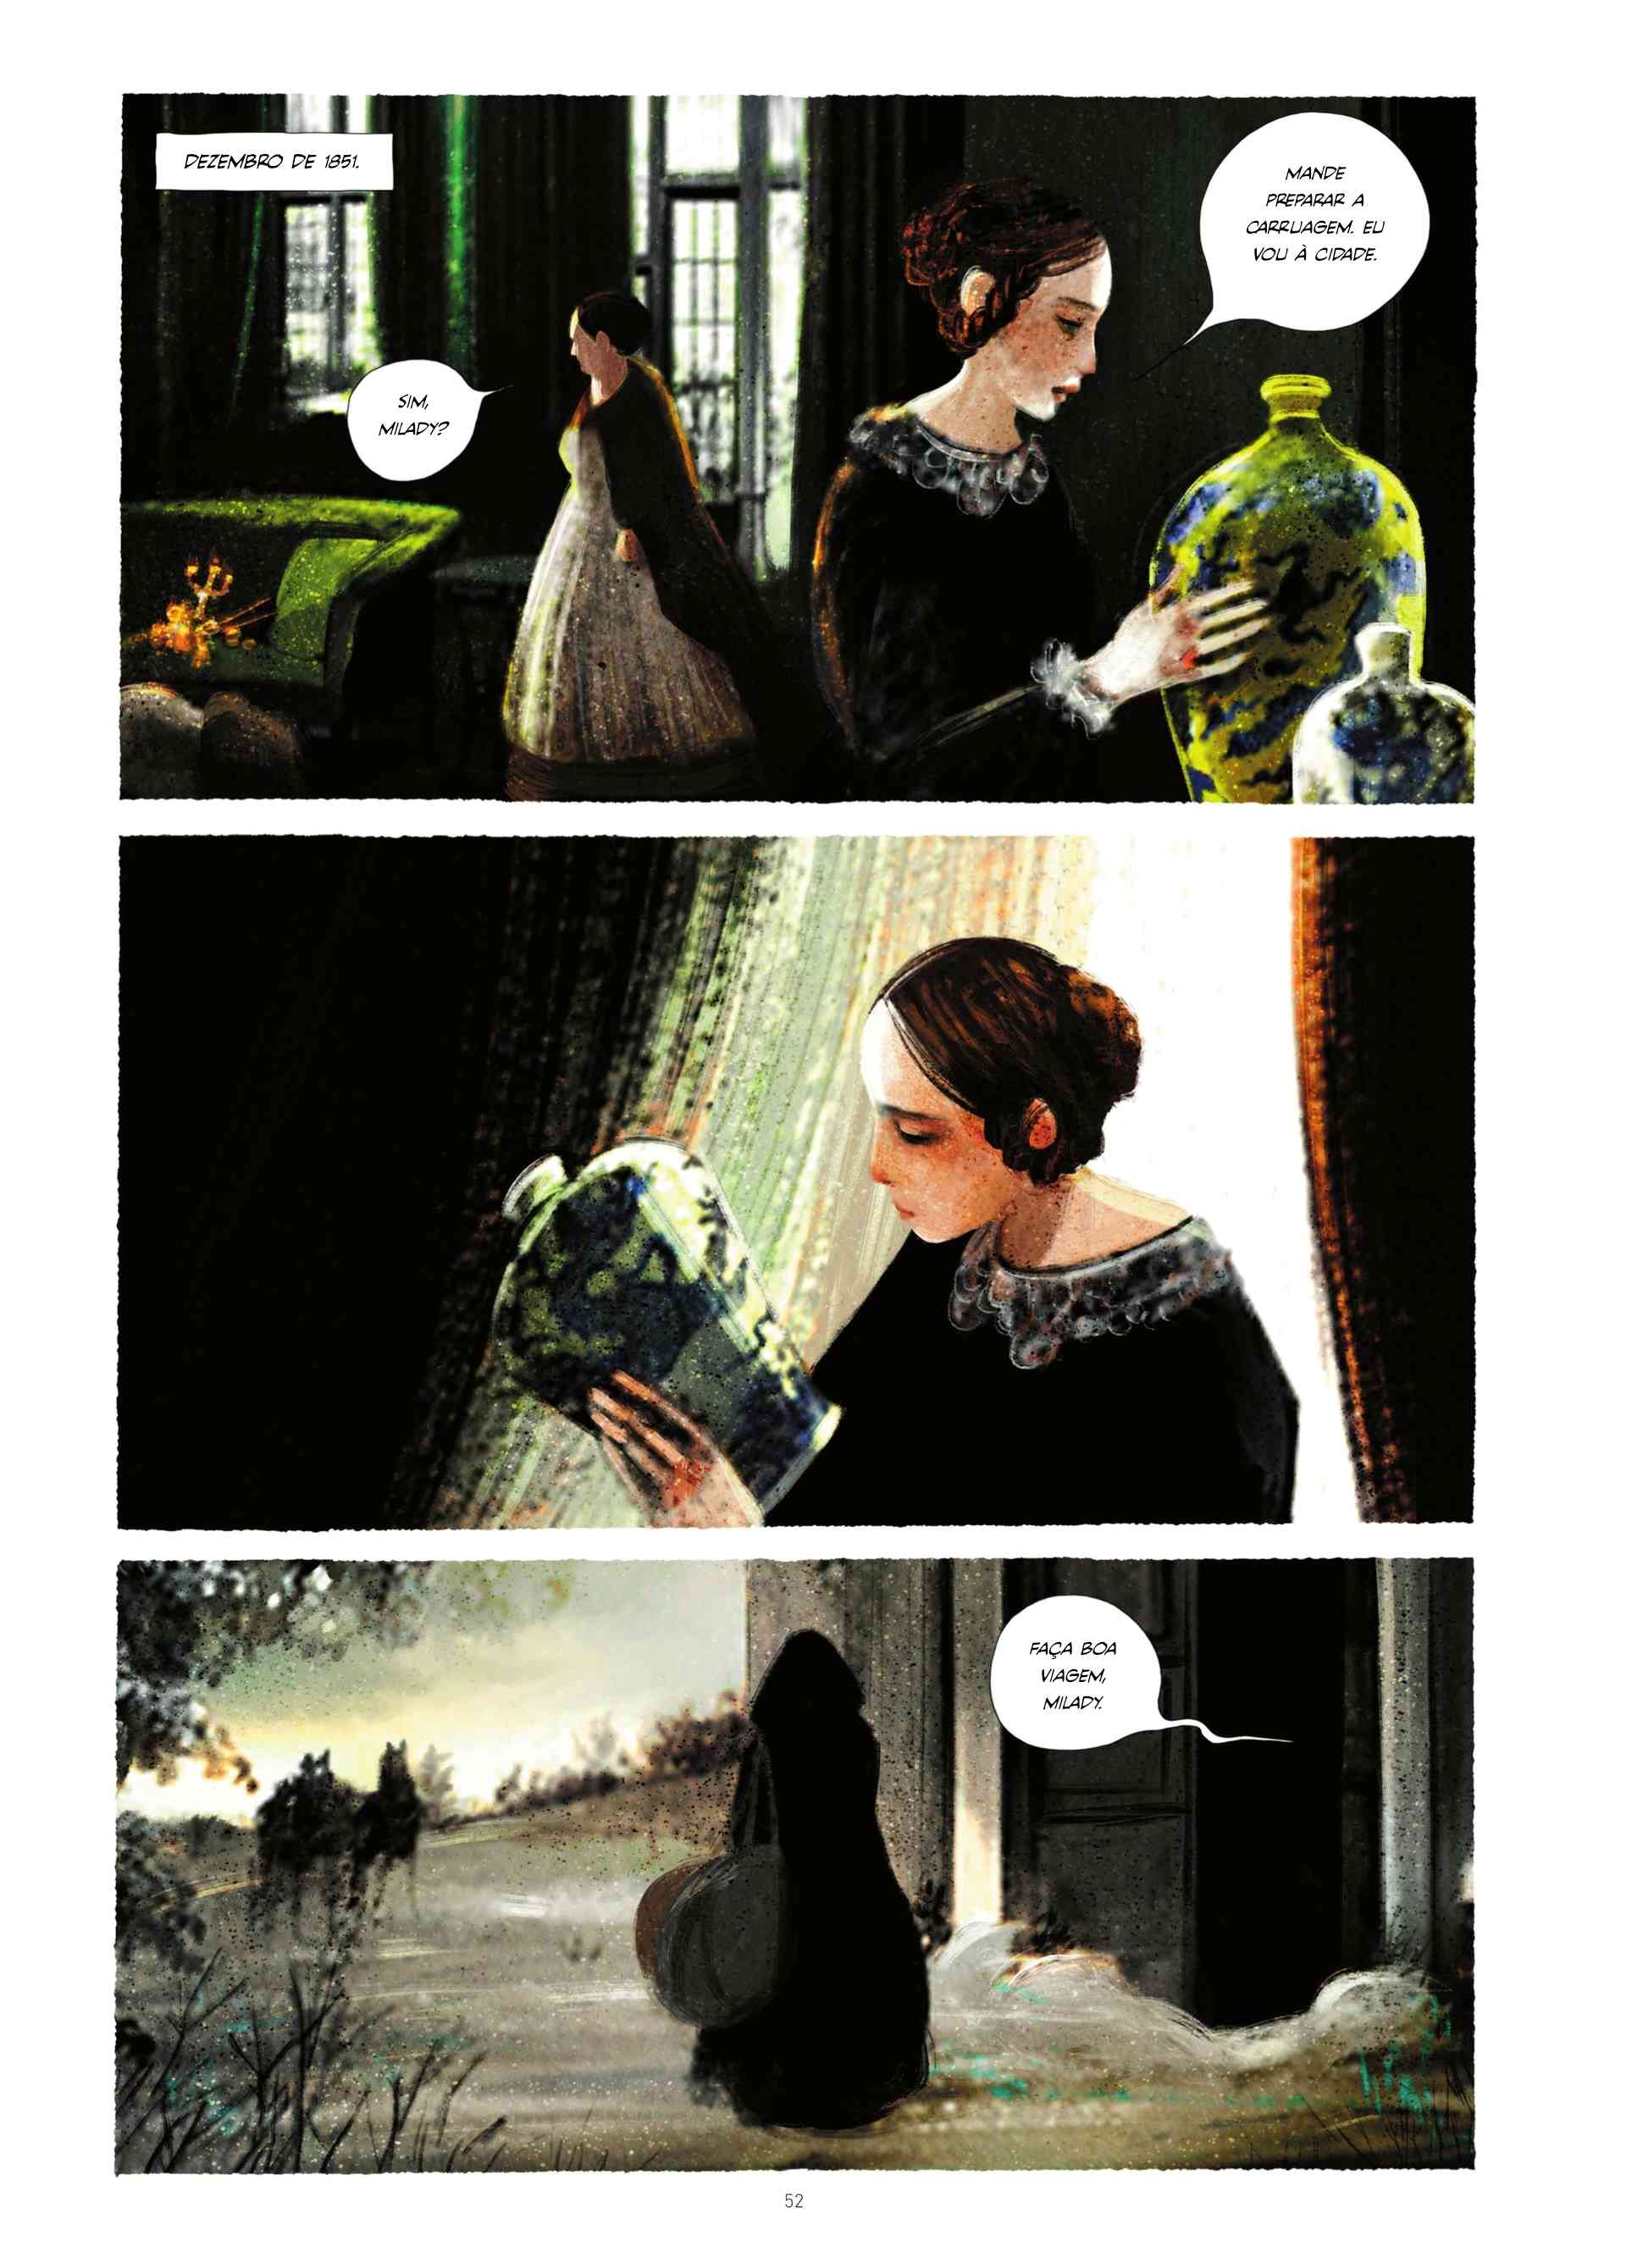 DEZEMBRO DE 1851.
SIM,
MILADY?
MANDE
PREPARAR A
CARRUAGEM. EU
VOU À CIDADE.
FAÇA BOA
VIAGEM,
MILADY.
52